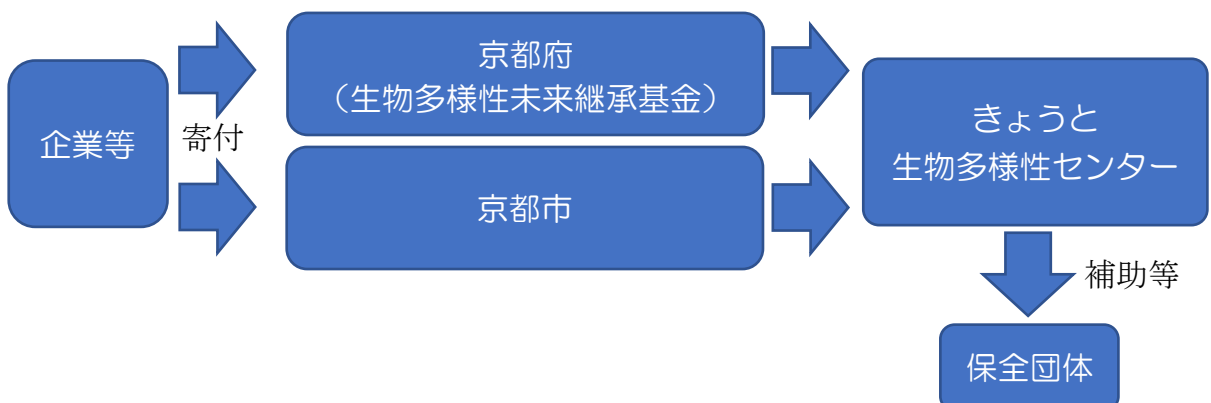 企業等
寄付
京都府
（生物多様性未来継承基金）
京都市
きょうと
生物多様性センター
補助等
保全団体